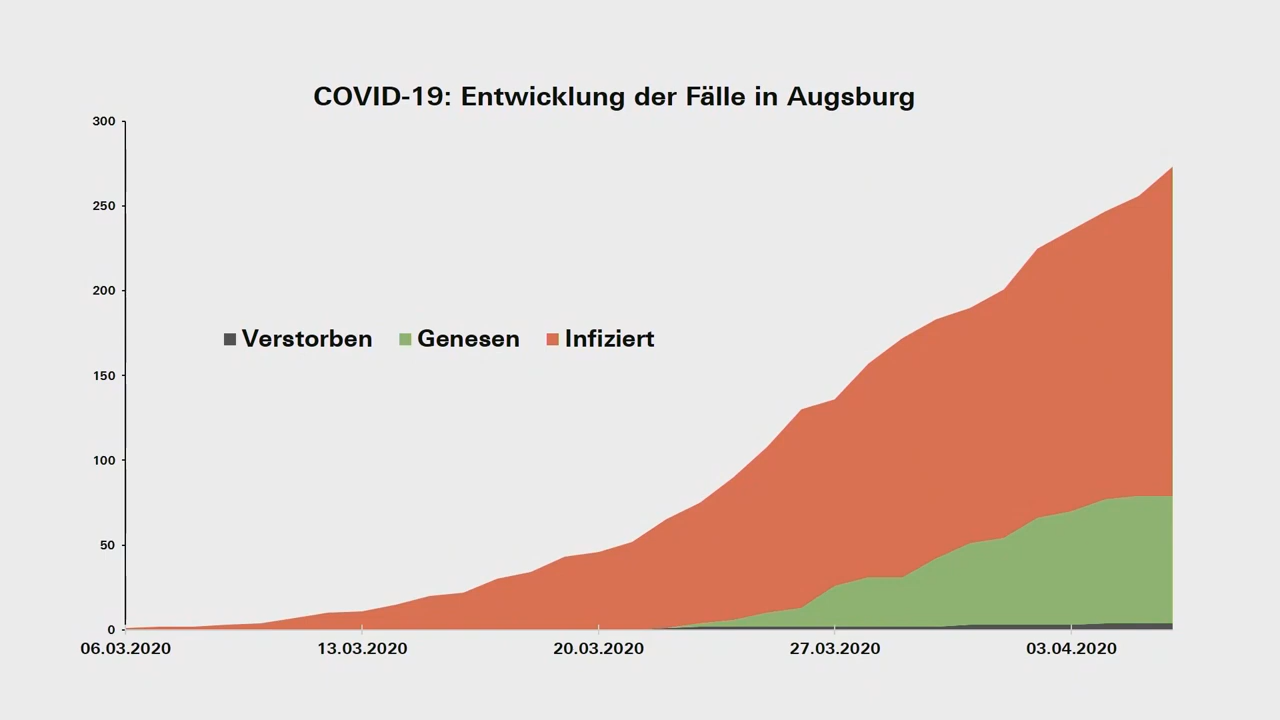 COVID-19: Entwicklung der Fälle in Augsburg
300
250
200
150
100
50
0
Verstorben Genesen Infiziert
06.03.2020 13.03.2020 20.03.2020 27.03.2020 03.04.2020